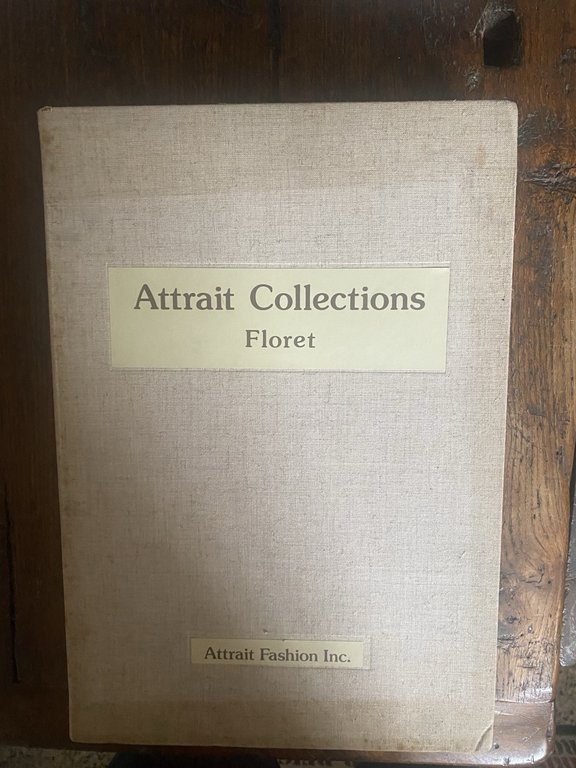 Attrait Collections
Floret
Attrait Fashion Inc.